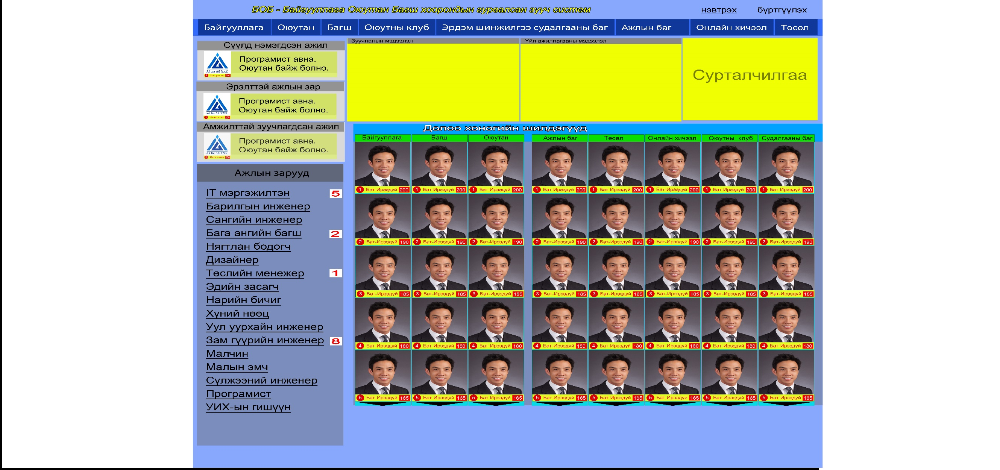 БОБ - Байгууллага Оюутан Багш хоорондын гурвалсан зууч систем
нэвтрэх бүртгүүлэх
Байгууллага Оюутан Багш Оюутны клуб Эрдэм шинжилгээ судалгааны баг Ажлын баг Онлайн хичээл Төсөл
Сүүлд нэмэгдсэн ажил
Програмист авна.
Оюутан байж болно.
Ай Би Ай ХХК
1 Интерактив 200
Эрэлттэй ажлын зар
Програмист авна.
Оюутан байж болно.
Ай Би Ай ХХК
1 Интерактив 200
Амжилттай зуучлагдсан ажил
Програмист авна.
Оюутан байж болно.
Ай Би Ай ХХК
1 Интерактив 200
Ажлын зарууд
IT мэргэжилтэн 5
Барилгын инженер
Сангийн инженер
Бага ангийн багш 2
Нягтлан бодогч
Дизайнер
Төслийн менежер 1
Эдийн засагч
Нарийн бичиг
Хүний нөөц
Уул уурхайн инженер
Зам гүүрийн инженер 8
Малчин
Малын эмч
Сүлжээний инженер
Програмист
УИХ-ын гишүүн
Зуучлалын мэдээлэл
Үйл ажиллагааны мэдээлэл
Сурталчилгаа
Долоо хоногийн шилдэгүүд
Байгууллага Багш Оюутан Ажлын баг Төсөл Онлайн хичээл Оюутны клуб Судалгааны баг
1 Бат-Ирээдүй 200 1 Бат-Ирээдүй 200 1 Бат-Ирээдүй 200 1 Бат-Ирээдүй 200 1 Бат-Ирээдүй 200 1 Бат-Ирээдүй 200 1 Бат-Ирээдүй 200 1 Бат-Ирээдүй 200
2 Бат-Ирээдүй 190 2 Бат-Ирээдүй 190 2 Бат-Ирээдүй 190 2 Бат-Ирээдүй 190 2 Бат-Ирээдүй 190 2 Бат-Ирээдүй 190 2 Бат-Ирээдүй 190 2 Бат-Ирээдүй 190
3 Бат-Ирээдүй 185 3 Бат-Ирээдүй 185 3 Бат-Ирээдүй 185 3 Бат-Ирээдүй 185 3 Бат-Ирээдүй 185 3 Бат-Ирээдүй 185 3 Бат-Ирээдүй 185 3 Бат-Ирээдүй 185
4 Бат-Ирээдүй 180 4 Бат-Ирээдүй 180 4 Бат-Ирээдүй 180 4 Бат-Ирээдүй 180 4 Бат-Ирээдүй 180 4 Бат-Ирээдүй 180 4 Бат-Ирээдүй 180 4 Бат-Ирээдүй 180
5 Бат-Ирээдүй 165 5 Бат-Ирээдүй 165 5 Бат-Ирээдүй 165 5 Бат-Ирээдүй 165 5 Бат-Ирээдүй 165 5 Бат-Ирээдүй 165 5 Бат-Ирээдүй 165 5 Бат-Ирээдүй 165